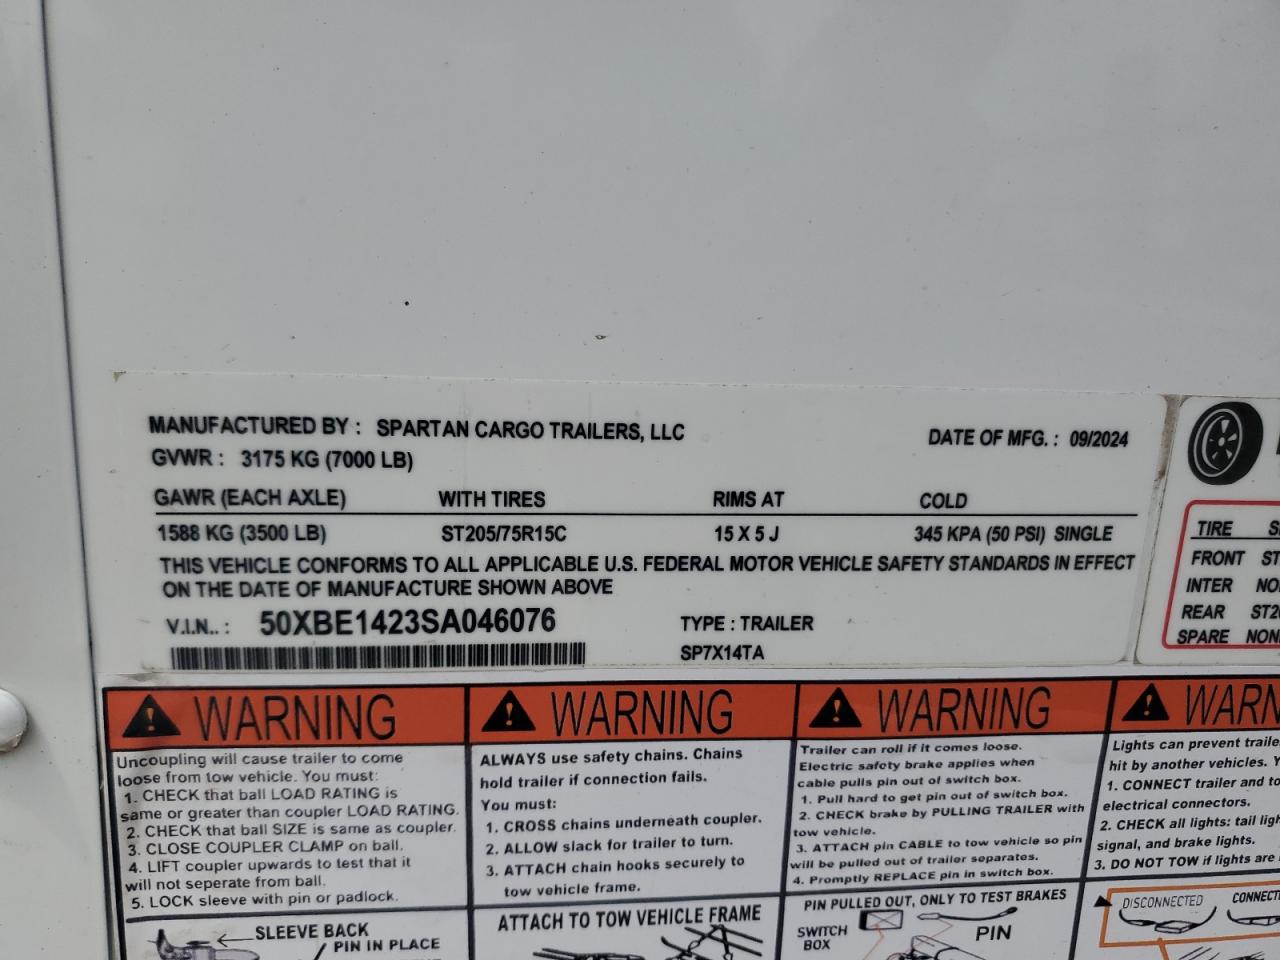 MANUFACTURED BY : SPARTAN CARGO TRAILERS, LLC
DATE OF MFG. : 09/2024
GVWR : 3175 KG (7000 LB)
GAWR (EACH AXLE) WITH TIRES RIMS AT COLD
1588 KG (3500 LB) ST205/75R15C 15 X 5 J 345 KPA (50 PSI) SINGLE
THIS VEHICLE CONFORMS TO ALL APPLICABLE U.S. FEDERAL MOTOR VEHICLE SAFETY STANDARDS IN EFFECT
ON THE DATE OF MANUFACTURE SHOWN ABOVE
V.I.N.. : 50XBE1423SA046076 TYPE : TRAILER
SP7X14TA
TIRE
FRONT
INTER
REAR
SPARE
WARNING
Uncoupling will cause trailer to come
loose from tow vehicle. You must:
1. CHECK that ball LOAD RATING is
same or greater than coupler LOAD RATING.
2. CHECK that ball SIZE is same as coupler.
3. CLOSE COUPLER CLAMP on ball.
4. LIFT coupler upwards to test that it
will not seperate from ball.
5. LOCK sleeve with pin or padlock.
SLEEVE BACK
PIN IN PLACE
WARNING
ALWAYS use safety chains. Chains
hold trailer if connection fails.
You must:
1. CROSS chains underneath coupler.
2. ALLOW slack for trailer to turn.
3. ATTACH chain hooks securely to
tow vehicle frame.
ATTACH TO TOW VEHICLE FRAME
WARNING
Trailer can roll if it comes loose.
Electric safety brake applies when
cable pulls pin out of switch box.
1. Pull hard to get pin out of switch box.
2. CHECK brake by PULLING TRAILER with
tow vehicle.
3. ATTACH pin CABLE to tow vehicle so pin
will be pulled out of trailer separates.
4. Promptly REPLACE pin in switch box.
PIN PULLED OUT, ONLY TO TEST BRAKES
SWITCH
BOX
PIN
WARN
Lights can prevent traile
hit by another vehicles. Y
1. CONNECT trailer and to
electrical connectors.
2. CHECK all lights: tail ligh
signal, and brake lights.
3. DO NOT TOW if lights are
DISCONNECTED CONNECT